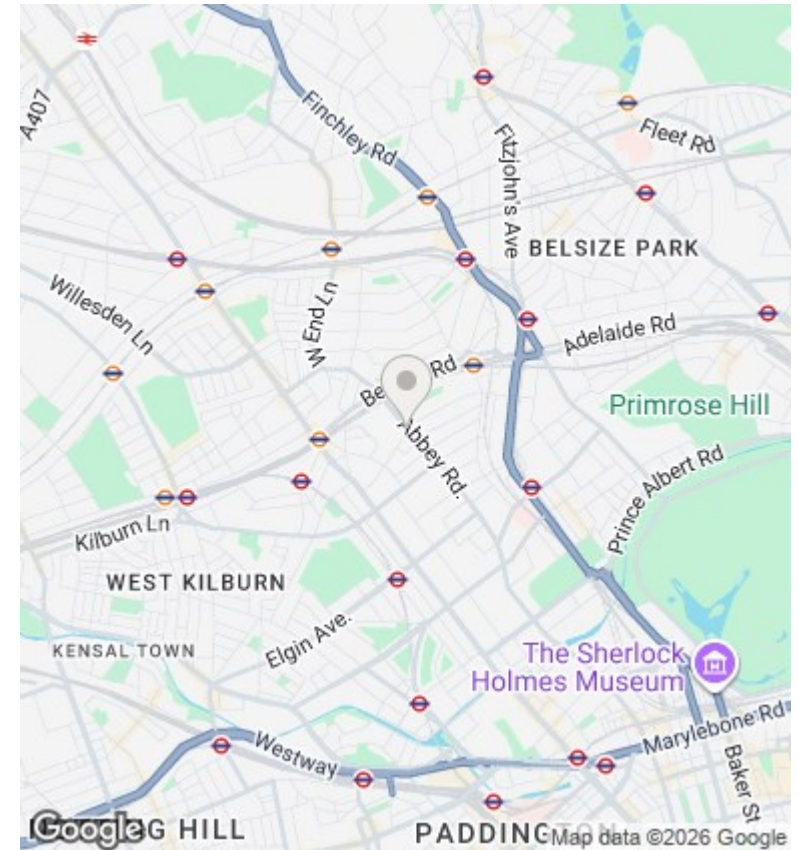 A407
Finchley Rd
Fitzjohn's Ave
Fleet Rd
BELSIZE PARK
Willesden Ln
W End Ln
Adelaide Rd
Rd
Primrose Hill
Abbey Rd.
Prince Albert Rd
Kilburn Ln
WEST KILBURN
Elgin Ave.
KENSAL TOWN
The Sherlock
Holmes Museum
Marylebone Rd
Westway
Baker St
Google
HILL
PADDINGTON
Map data ©2026 Google